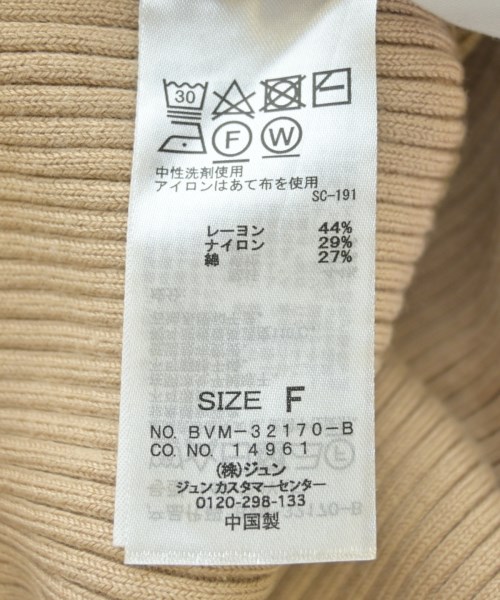 30
F W
中性洗剤使用
アイロンはあて布を使用
SC-191
レーヨン 44%
ナイロン 29%
綿 27%
SIZE F
NO. BVM-32170-B
CO. NO. 14961
(株)ジュン
ジュンカスタマーセンター
0120-298-133
中国製